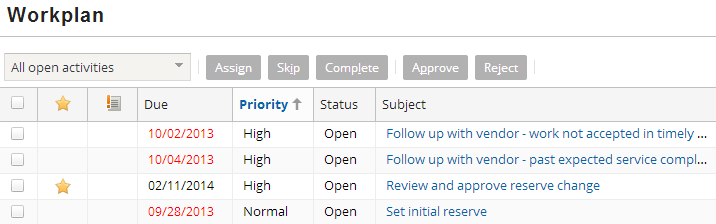 Workplan
All open activities Assign Skip Complete Approve Reject
Due Priority Status Subject
10/02/2013 High Open Follow up with vendor - work not accepted in timely
10/04/2013 High Open Follow up with vendor - past expected service compl...
02/11/2014 High Open Review and approve reserve change
09/28/2013 Normal Open Set initial reserve